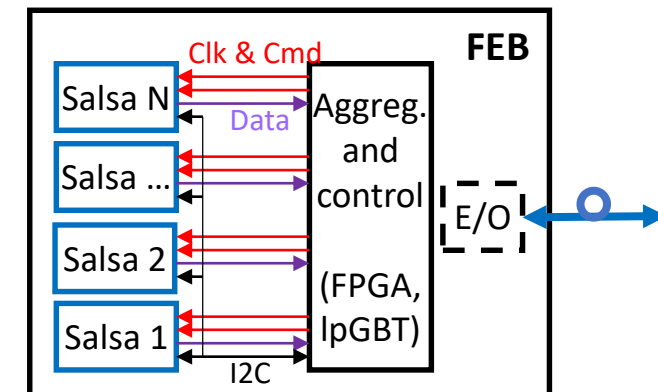 FEB
Clk & Cmd
Salsa N
Data
Salsa ...
Salsa 2
Salsa 1
I2C
Aggreg.
and
control
(FPGA,
lpGBT)
E/O